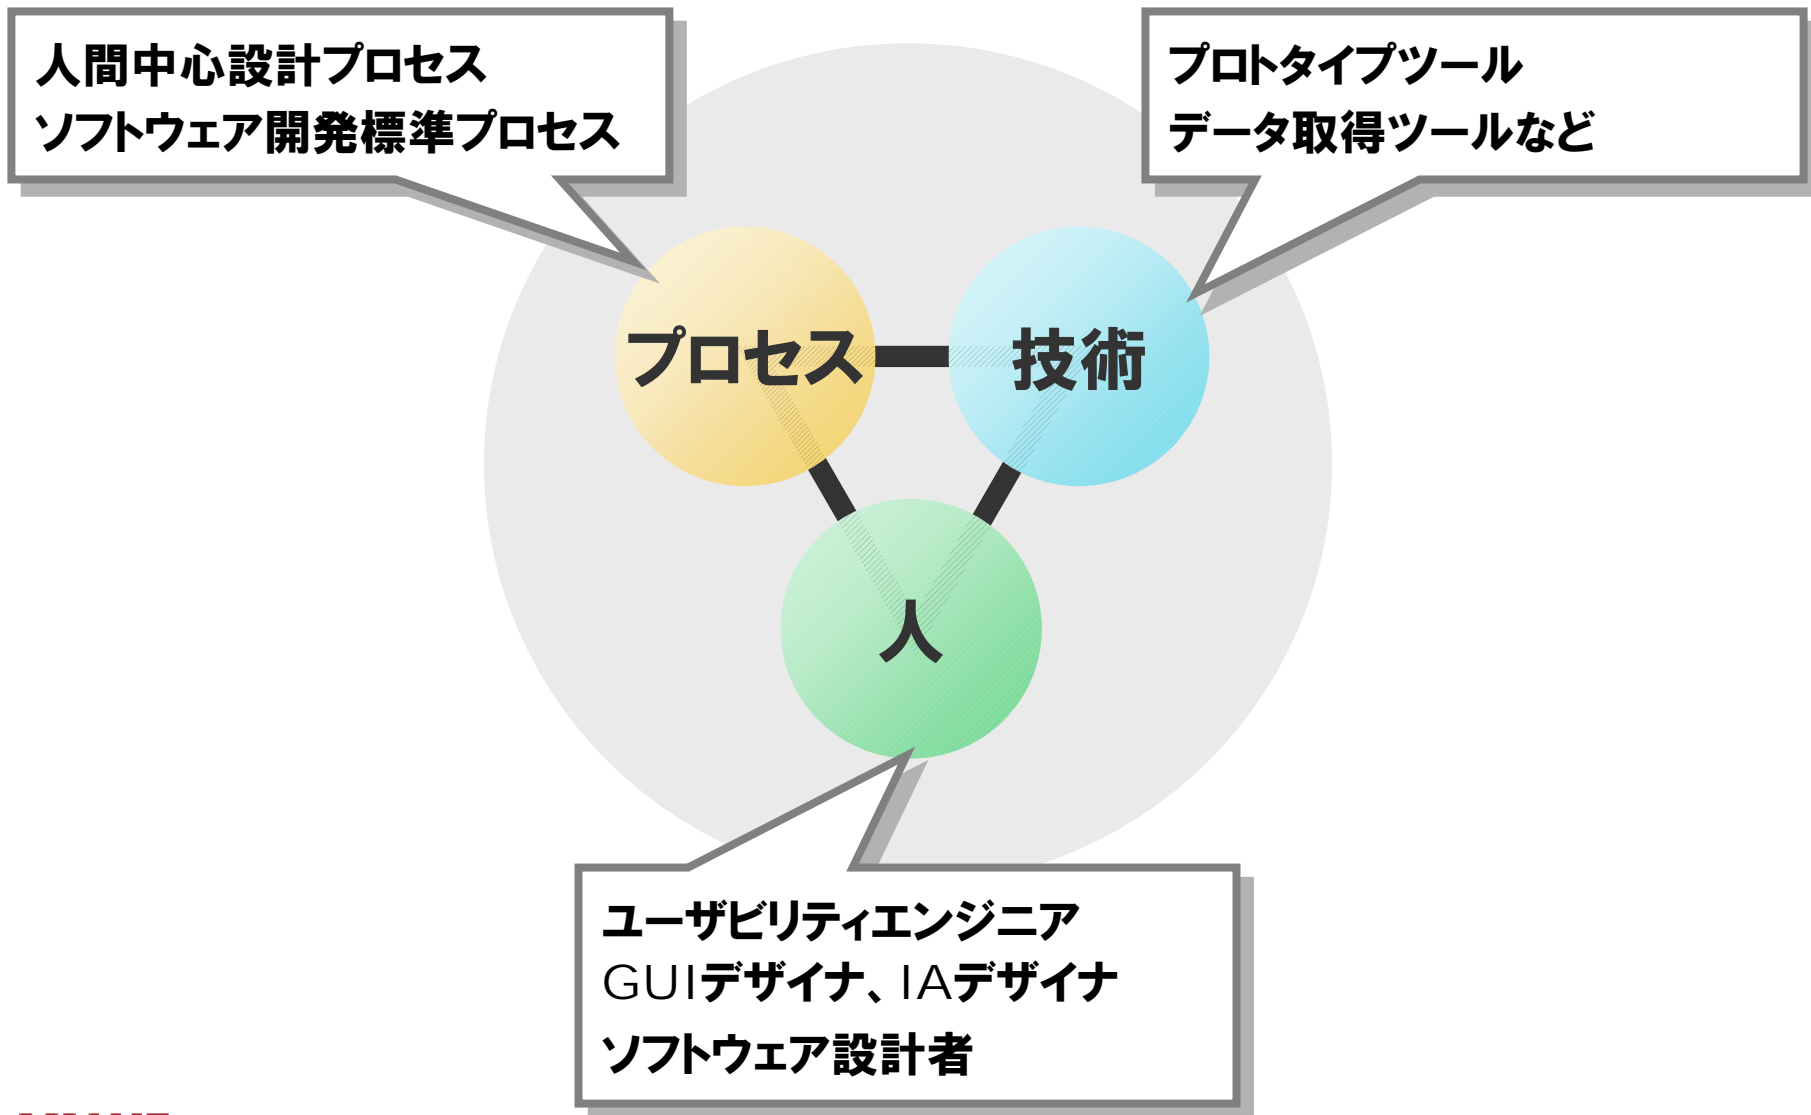 人間中心設計プロセス
ソフトウェア開発標準プロセス
プロトタイプツール
データ取得ツールなど
プロセス
技術
人
ユーザビリティエンジニア
GUIデザイナ、IAデザイナ
ソフトウェア設計者